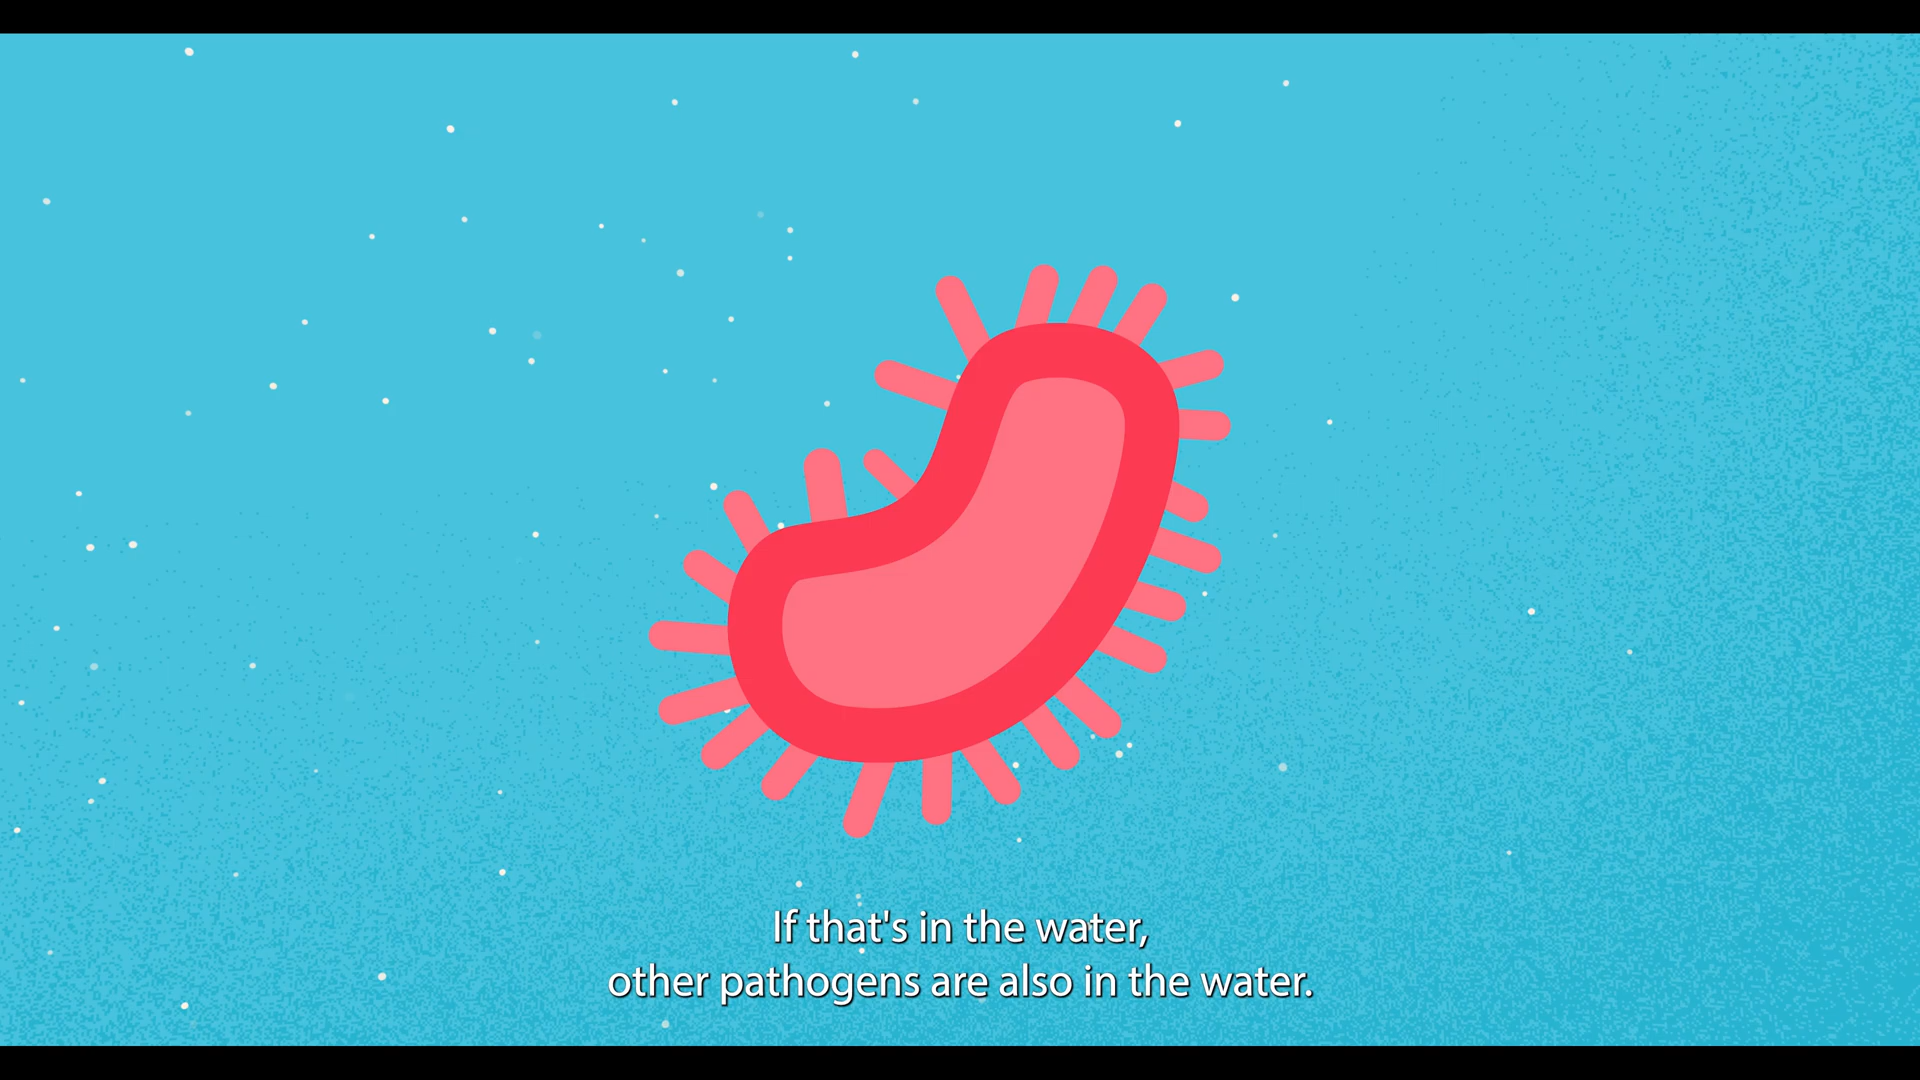 If that's in the water,
other pathogens are also in the water.